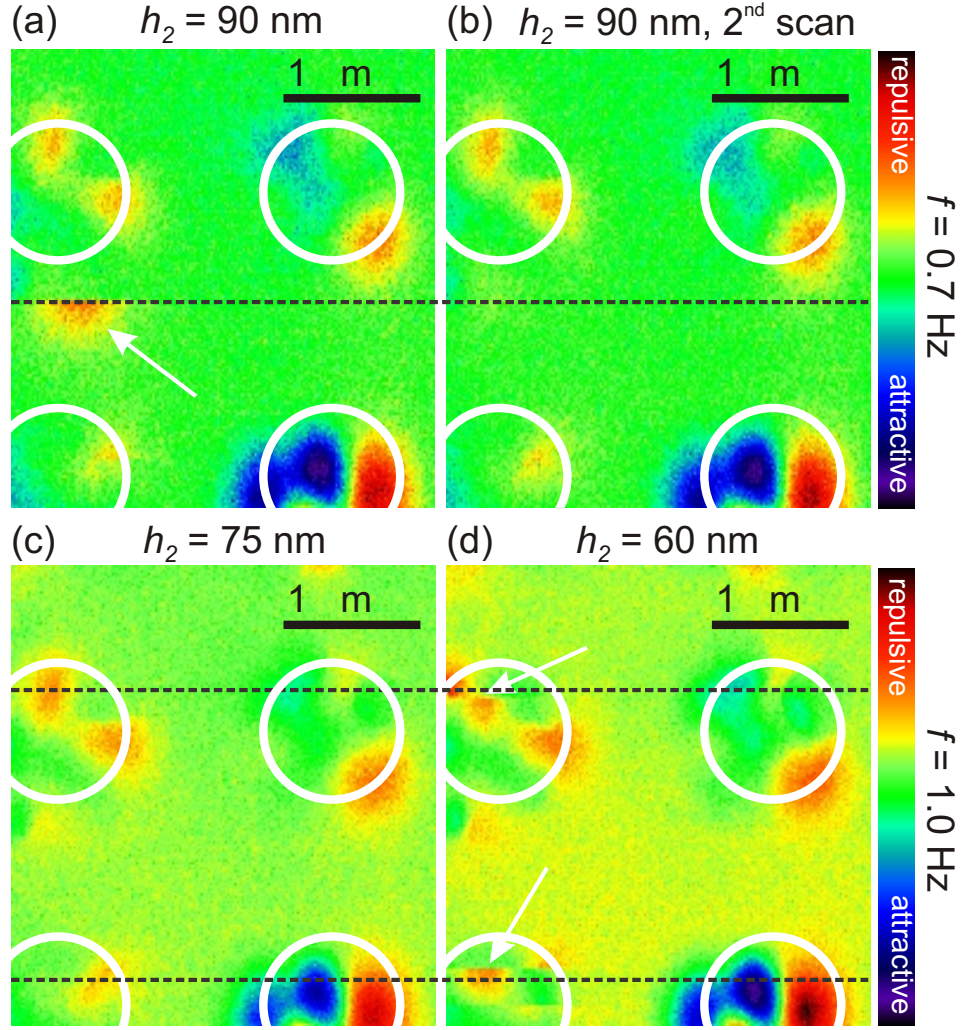 (a) h₂ = 90 nm
(b) h₂ = 90 nm, 2ⁿᵈ scan
1 m
1 m
repulsive
attractive
f = 0.7 Hz
(c) h₂ = 75 nm
(d) h₂ = 60 nm
1 m
1 m
repulsive
attractive
f = 1.0 Hz